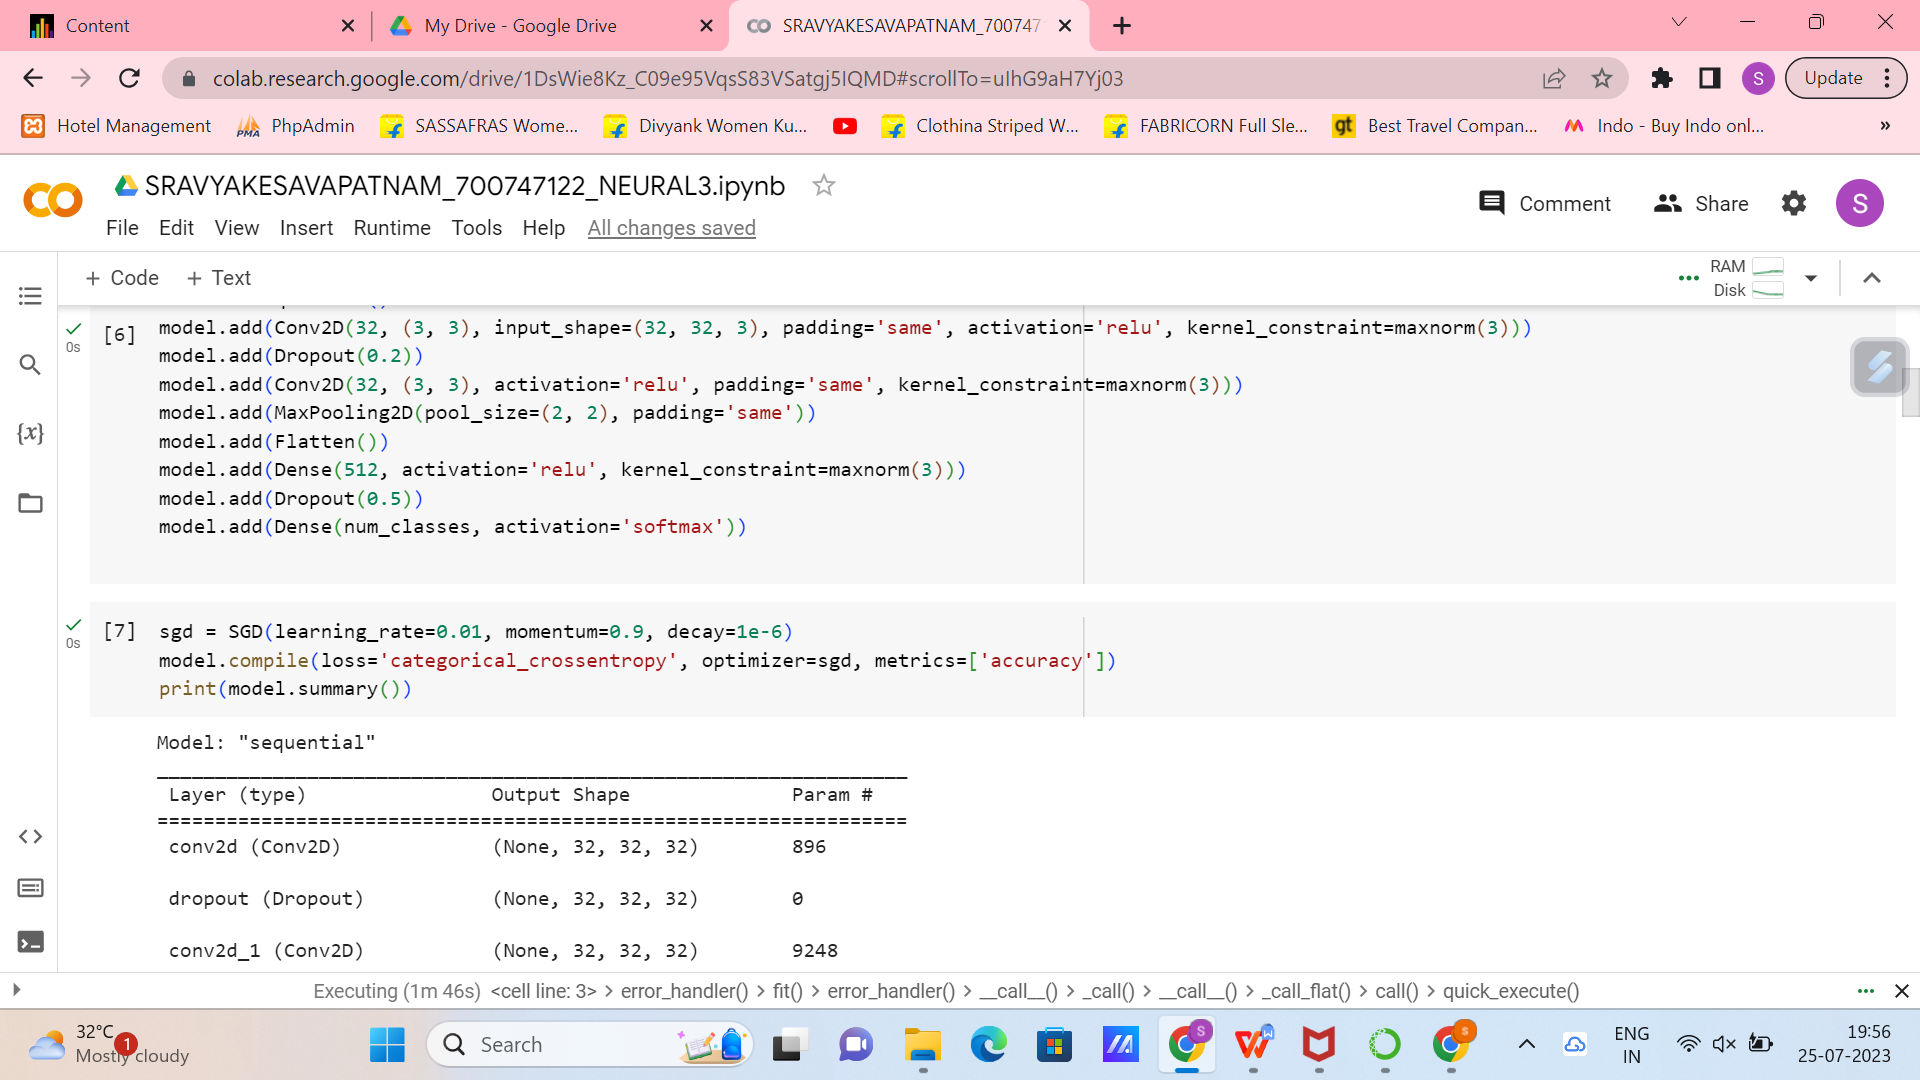 Content
My Drive - Google Drive
SRAVYAKESAVAPATNAM_700747
colab.research.google.com/drive/1DsWie8Kz_C09e95VqsS83VSatgj5IQMD#scrollTo=uIhG9aH7Yj03
S
Update
Hotel Management
PMA
PhpAdmin
SASSAFRAS Wome...
Divyank Women Ku...
Clothina Striped W...
FABRICORN Full Sle...
gt
Best Travel Compan...
Indo - Buy Indo onl...
»
SRAVYAKESAVAPATNAM_700747122_NEURAL3.ipynb
Comment
Share
S
File Edit View Insert Runtime Tools Help All changes saved
+ Code + Text
RAM
Disk
[6]
0s
model.add(Conv2D(32, (3, 3), input_shape=(32, 32, 3), padding='same', activation='relu', kernel_constraint=maxnorm(3)))
model.add(Dropout(0.2))
model.add(Conv2D(32, (3, 3), activation='relu', padding='same', kernel_constraint=maxnorm(3)))
model.add(MaxPooling2D(pool_size=(2, 2), padding='same'))
model.add(Flatten())
model.add(Dense(512, activation='relu', kernel_constraint=maxnorm(3)))
model.add(Dropout(0.5))
model.add(Dense(num_classes, activation='softmax'))
[7]
0s
sgd = SGD(learning_rate=0.01, momentum=0.9, decay=1e-6)
model.compile(loss='categorical_crossentropy', optimizer=sgd, metrics=['accuracy'])
print(model.summary())
Model: "sequential"
Layer (type) Output Shape Param #
=================================================================
conv2d (Conv2D) (None, 32, 32, 32) 896
dropout (Dropout) (None, 32, 32, 32) 0
conv2d_1 (Conv2D) (None, 32, 32, 32) 9248
{x}
Executing (1m 46s) <cell line: 3> > error_handler() > fit() > error_handler() > __call__() > _call() > __call__() > _call_flat() > call() > quick_execute()
32°C
1
Mostly cloudy
Search
S
W
S
ENG
IN
19:56
25-07-2023